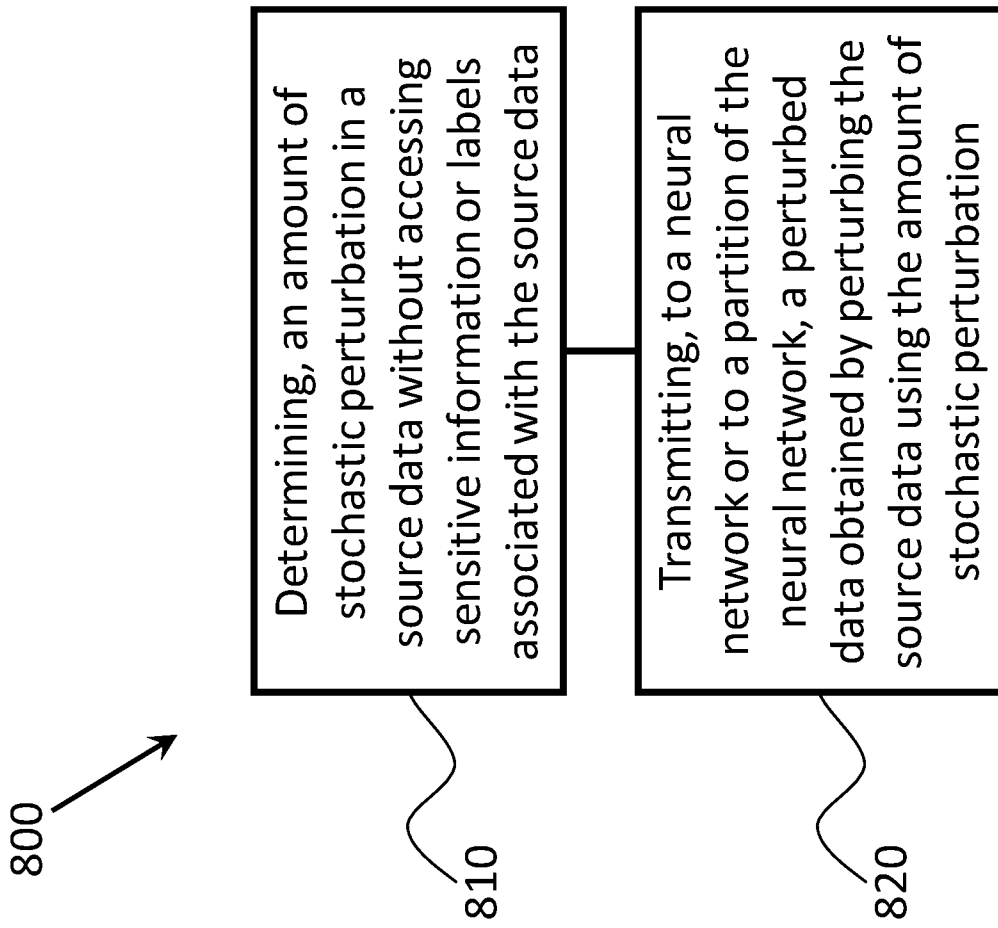 800
810
Determining, an amount of
stochastic perturbation in a
source data without accessing
sensitive information or labels
associated with the source data
820
Transmitting, to a neural
network or to a partition of the
neural network, a perturbed
data obtained by perturbing the
source data using the amount of
stochastic perturbation